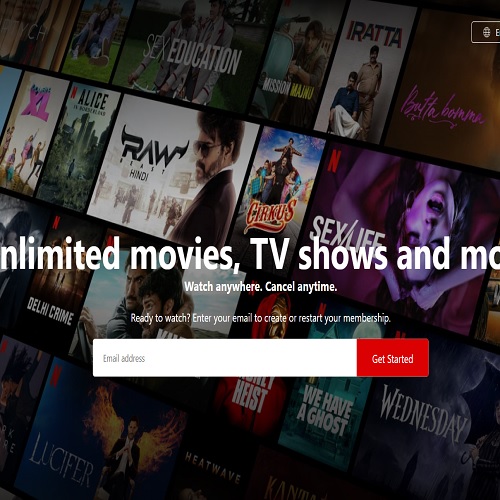 SEX EDUCATION
IRATTA
MISSION MAJNU
Butta bomma
XL
ALICE
RAW
HINDI
CIRKUS
SEX/LIFE
E
nlimited movies, TV shows and mo
Watch anywhere. Cancel anytime.
DELHI CRIME
Ready to watch? Enter your email to create or restart your membership.
Email address
Get Started
HEIST
WE HAVE A GHOST
WEDNESDAY
LUCIFER
HEATWAVE